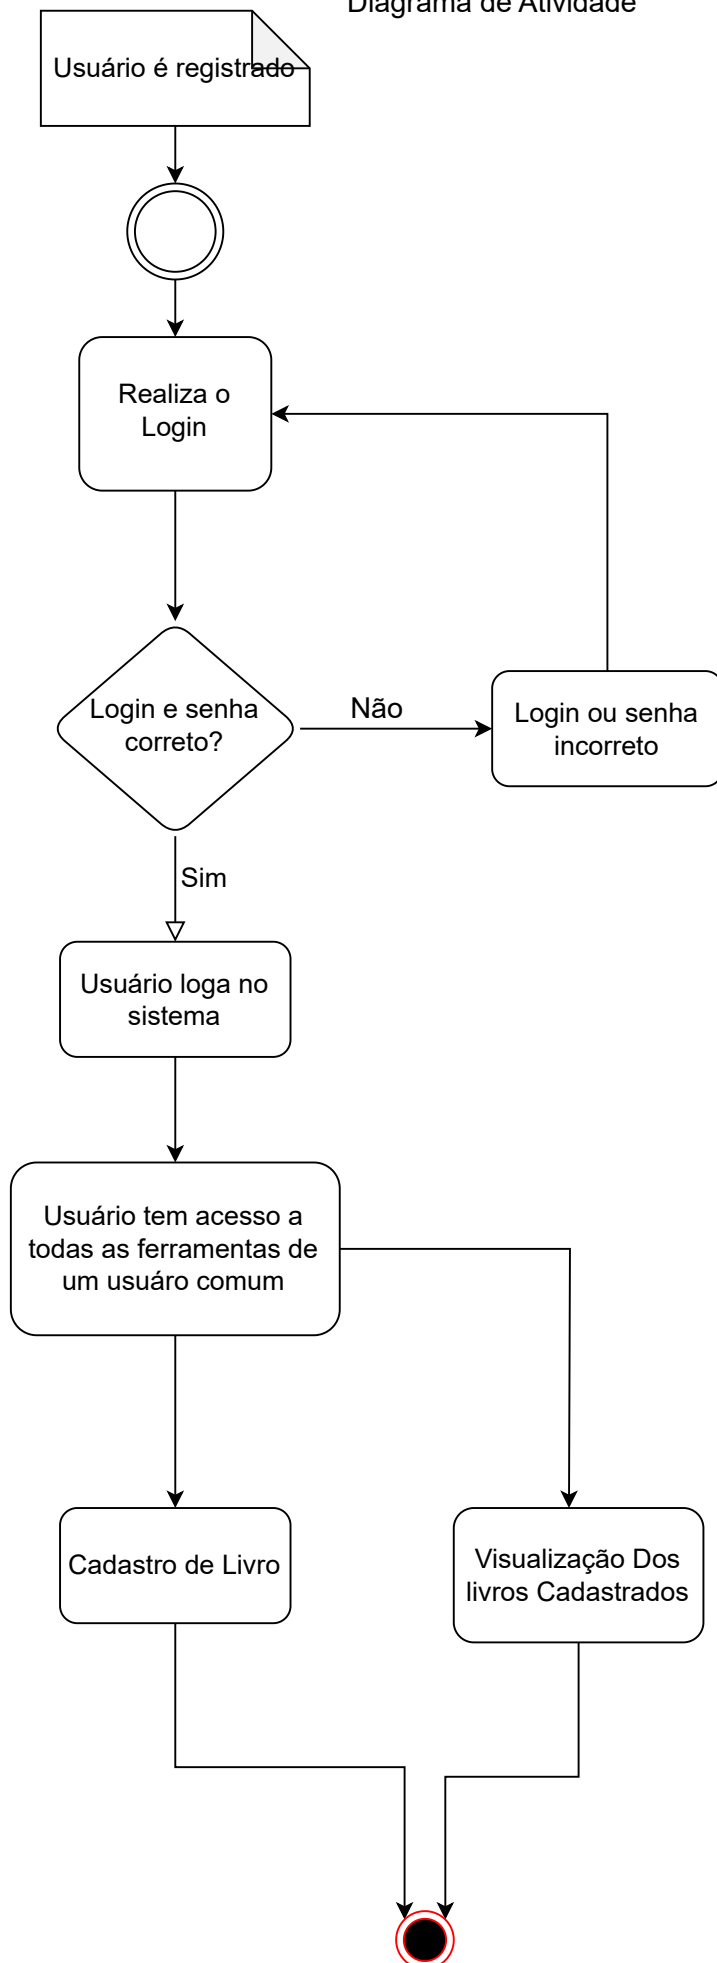 Diagrama de Atividade
Usuário é registrado
Realiza o
Login
Login e senha
correto?
Não
Login ou senha
incorreto
Sim
Usuário loga no
sistema
Usuário tem acesso a
todas as ferramentas de
um usuáro comum
Cadastro de Livro
Visualização Dos
livros Cadastrados